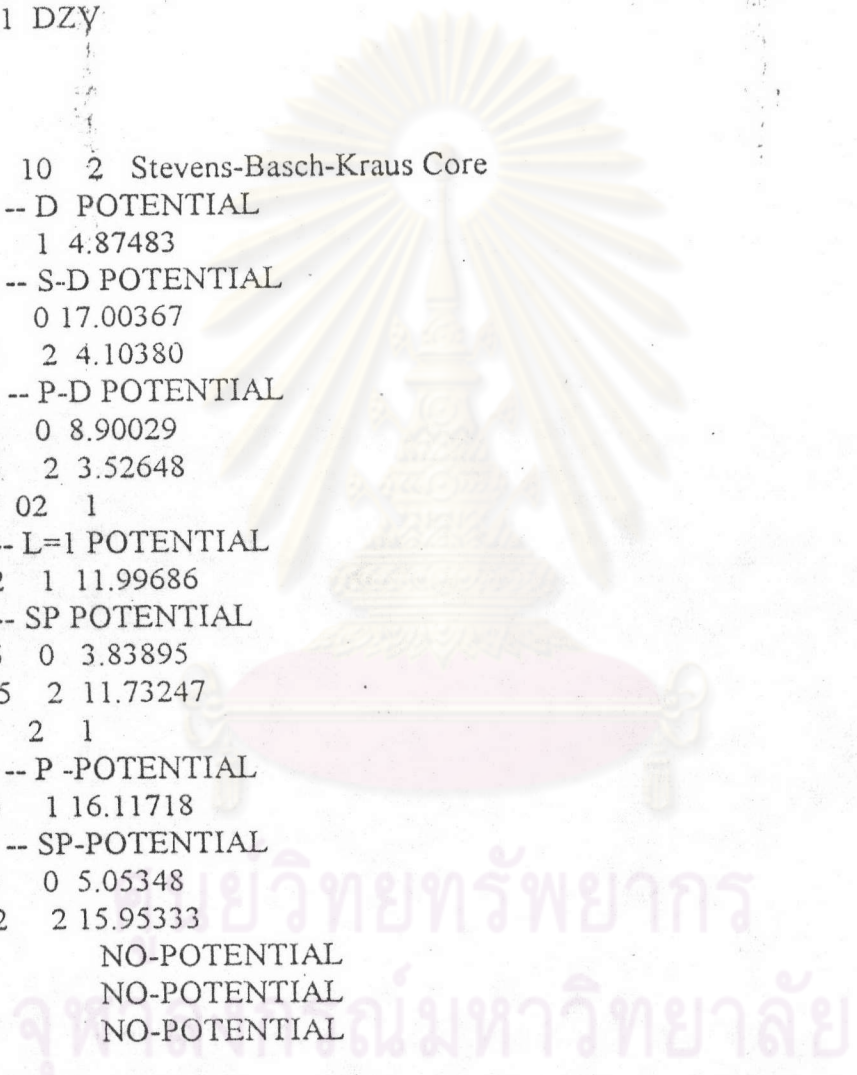 1 DZV
10 2 Stevens-Basch-Kraus Core
-- D POTENTIAL
1 4.87483
-- S-D POTENTIAL
0 17.00367
2 4.10380
-- P-D POTENTIAL
0 8.90029
2 3.52648
02 1
-- L=1 POTENTIAL
2 1 11.99686
-- SP POTENTIAL
5 0 3.83895
5 2 11.73247
2 1
-- P -POTENTIAL
1 16.11718
-- SP-POTENTIAL
0 5.05348
2 2 15.95333
NO-POTENTIAL
NO-POTENTIAL
NO-POTENTIAL
ศูนย์วิทยทรัพยากร
จุฬาลงกรณ์มหาวิทยาลัย